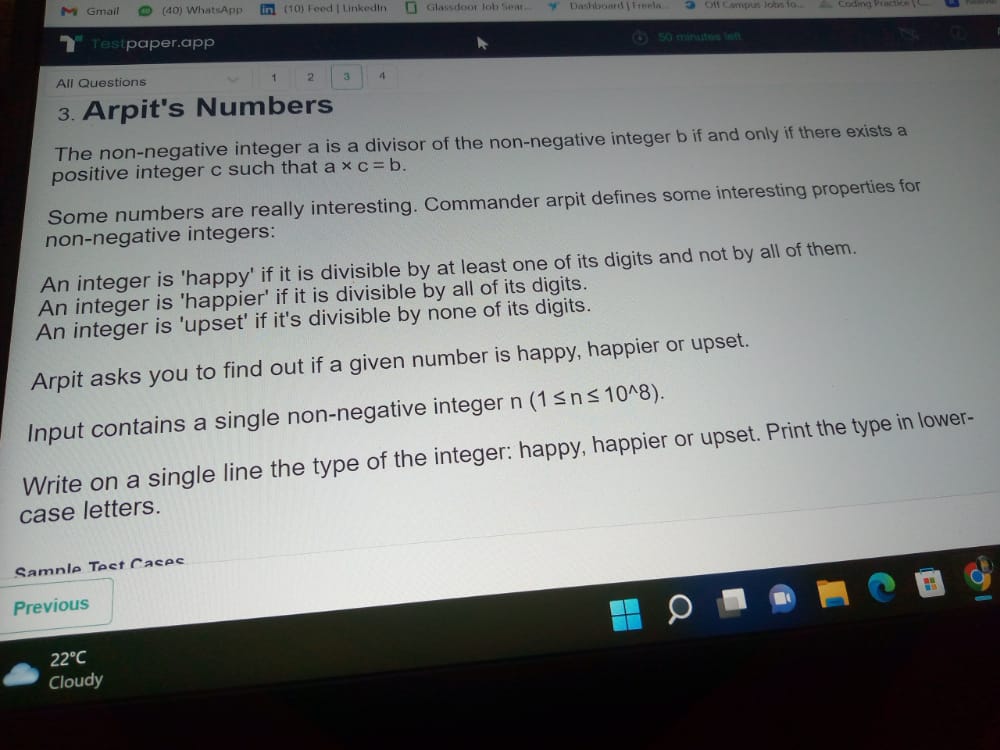 Gmail (40) WhatsApp in (10) Feed | LinkedIn Glassdoor Job Sear... Dashboard | Freela... Off Campus Jobs fo... Coding Practice | C...
Testpaper.app 50 minutes left
All Questions 1 2 3 4
3. Arpit's Numbers
The non-negative integer a is a divisor of the non-negative integer b if and only if there exists a
positive integer c such that a × c = b.
Some numbers are really interesting. Commander arpit defines some interesting properties for
non-negative integers:
An integer is 'happy' if it is divisible by at least one of its digits and not by all of them.
An integer is 'happier' if it is divisible by all of its digits.
An integer is 'upset' if it's divisible by none of its digits.
Arpit asks you to find out if a given number is happy, happier or upset.
Input contains a single non-negative integer n (1 ≤ n ≤ 10^8).
Write on a single line the type of the integer: happy, happier or upset. Print the type in lower-
case letters.
Sample Test Cases
Previous
22°C
Cloudy